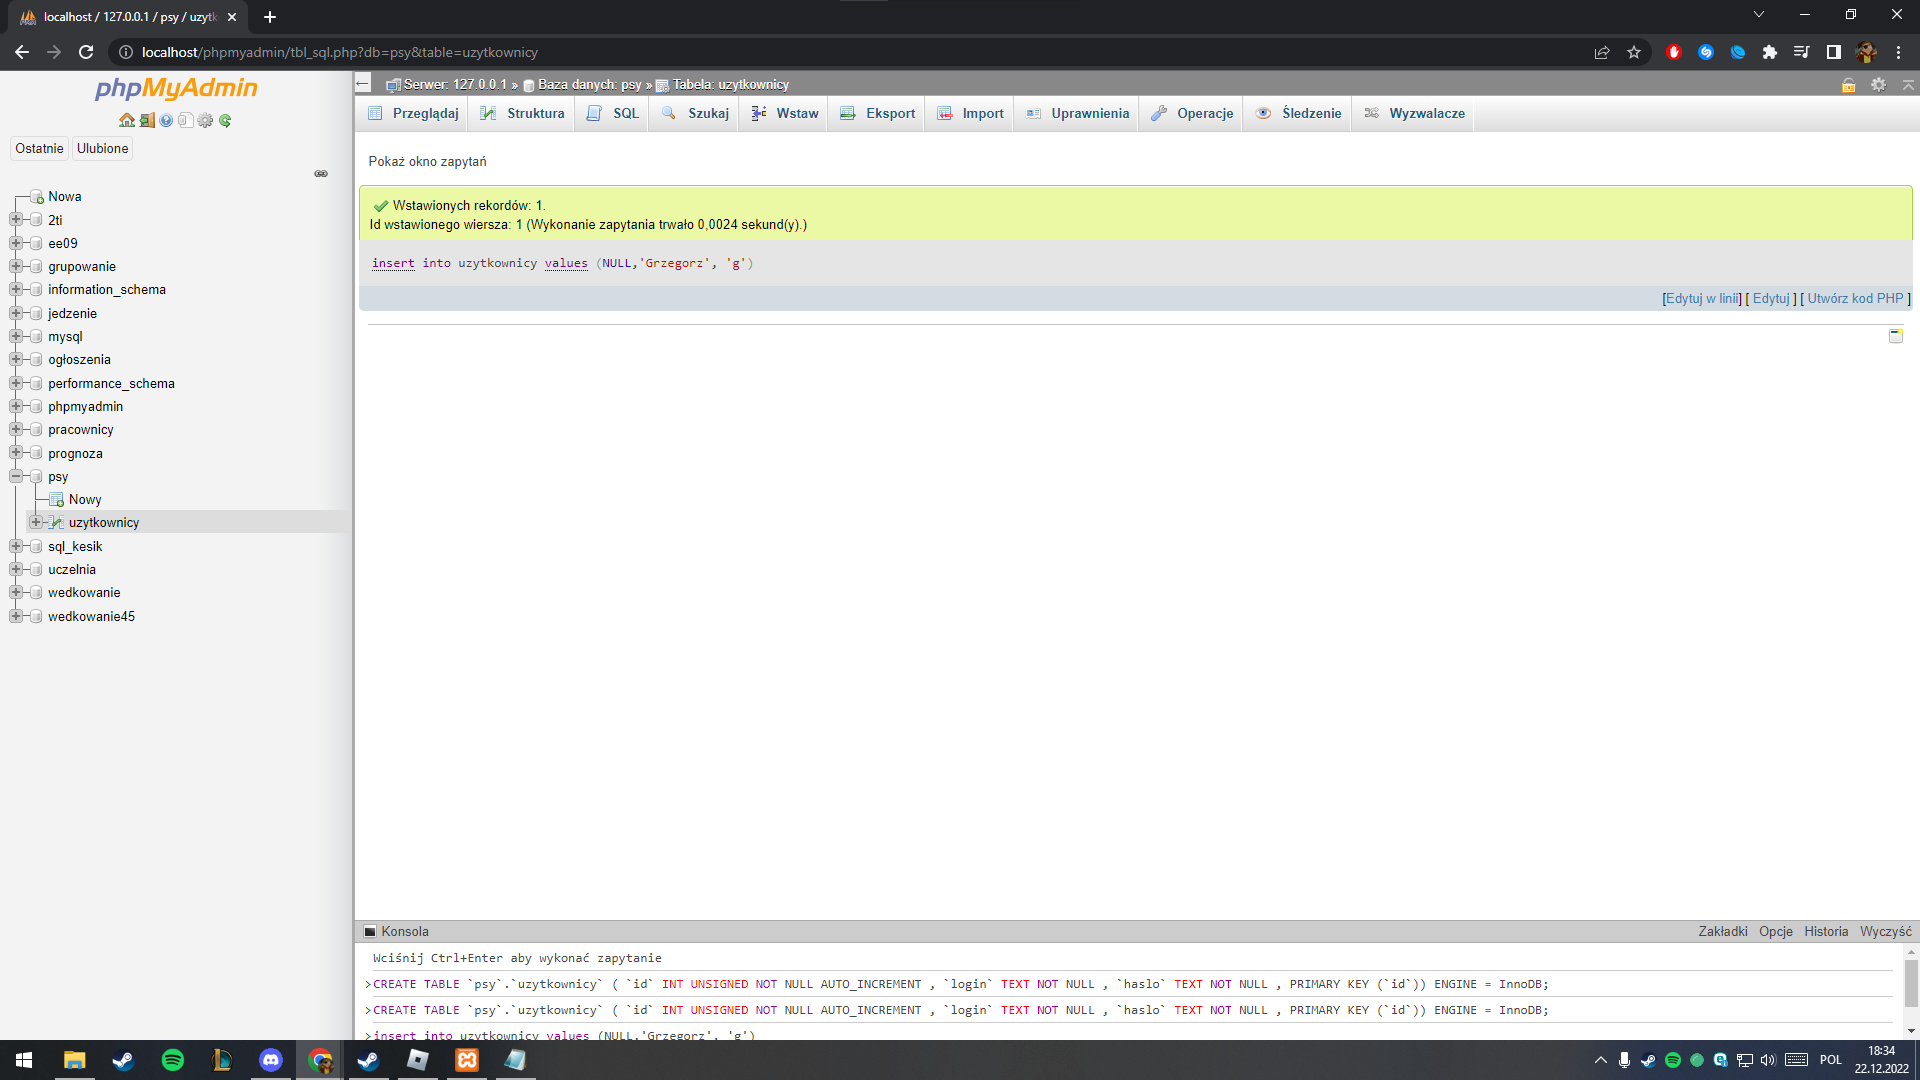 localhost / 127.0.0.1 / psy / uzytk
localhost/phpmyadmin/tbl_sql.php?db=psy&table=uzytkownicy
phpMyAdmin
Ostatnie Ulubione
Nowa
2ti
ee09
grupowanie
information_schema
jedzenie
mysql
ogłoszenia
performance_schema
phpmyadmin
pracownicy
prognoza
psy
Nowy
uzytkownicy
sql_kesik
uczelnia
wedkowanie
wedkowanie45
Serwer: 127.0.0.1 » Baza danych: psy » Tabela: uzytkownicy
Przeglądaj Struktura SQL Szukaj Wstaw Eksport Import Uprawnienia Operacje Śledzenie Wyzwalacze
Pokaż okno zapytań
Wstawionych rekordów: 1.
Id wstawionego wiersza: 1 (Wykonanie zapytania trwało 0,0024 sekund(y).)
insert into uzytkownicy values (NULL,'Grzegorz', 'g')
[Edytuj w linii] [ Edytuj ] [ Utwórz kod PHP ]
Konsola
Zakładki Opcje Historia Wyczyść
Wciśnij Ctrl+Enter aby wykonać zapytanie
>CREATE TABLE `psy`.`uzytkownicy` ( `id` INT UNSIGNED NOT NULL AUTO_INCREMENT , `login` TEXT NOT NULL , `haslo` TEXT NOT NULL , PRIMARY KEY (`id`)) ENGINE = InnoDB;
>CREATE TABLE `psy`.`uzytkownicy` ( `id` INT UNSIGNED NOT NULL AUTO_INCREMENT , `login` TEXT NOT NULL , `haslo` TEXT NOT NULL , PRIMARY KEY (`id`)) ENGINE = InnoDB;
>insert into uzytkownicy values (NULL,'Grzegorz', 'g')
POL
18:34
22.12.2022